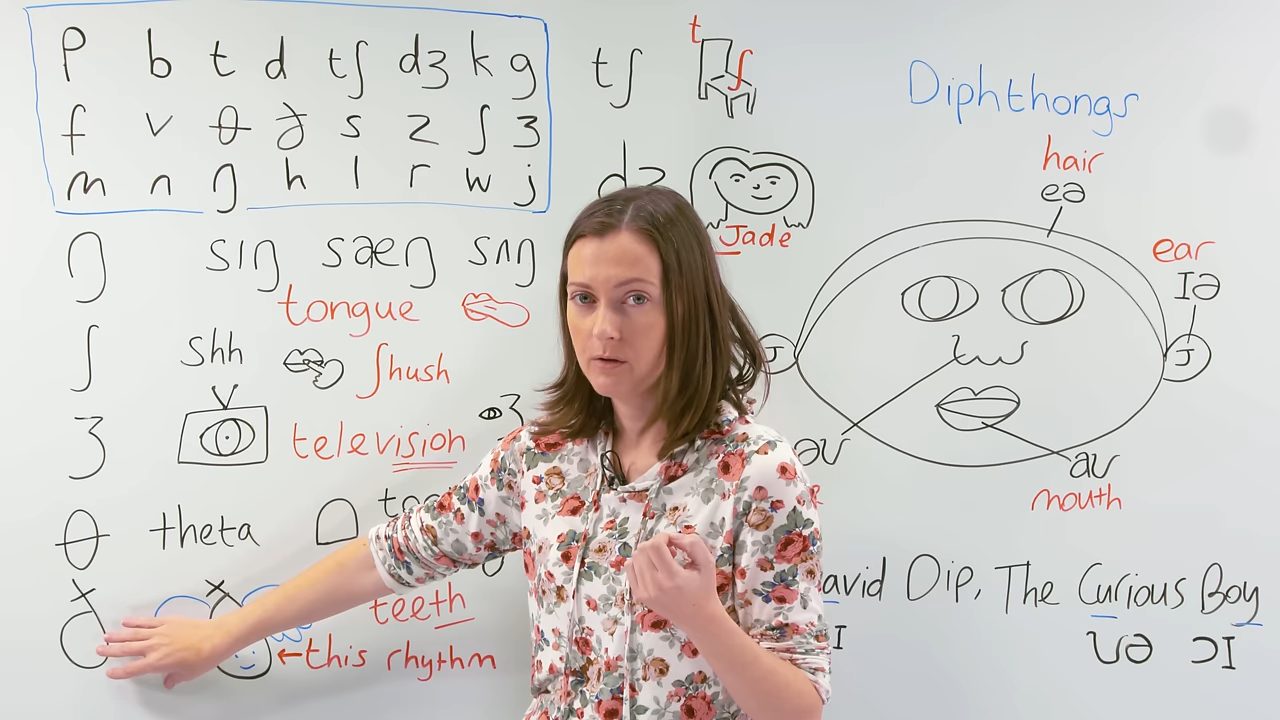 p b t d tʃ dʒ k g
f v θ ð s z ʃ ʒ
m n ŋ h l r w j
tʃ
t ʃ
Jade
ŋ sɪŋ sæŋ sʌŋ
tongue
ʃ shh ʃhush
ʒ television
ʒ
θ theta
teeth
ð
←this rhythm
Diphthongs
hair
eə
ear
ɪə
əʊ
aʊ
mouth
avid Dip, The Curious Boy
ɪ ʊə ɔɪ